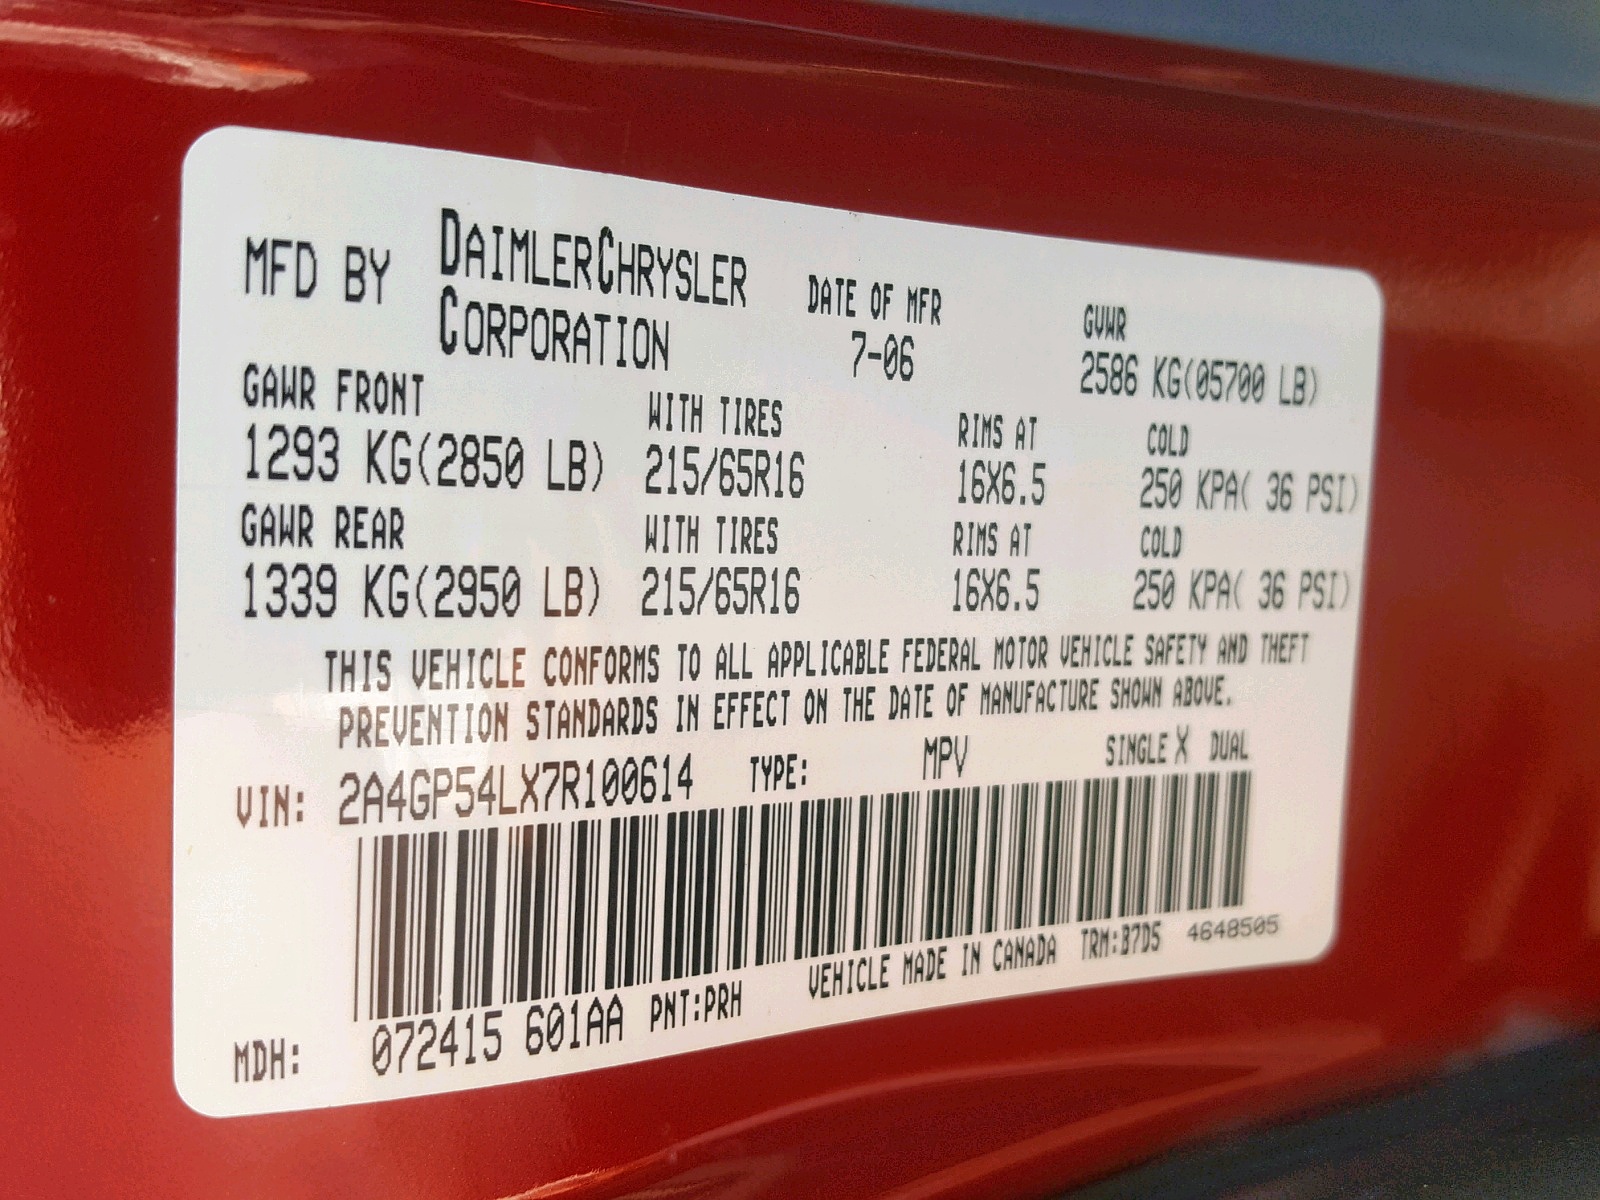 MFD BY DAIMLERCHRYSLER CORPORATION DATE OF MFR 7-06 GVWR 2586 KG(05700 LB)
GAWR FRONT WITH TIRES RIMS AT COLD
1293 KG(2850 LB) 215/65R16 16X6.5 250 KPA( 36 PSI)
GAWR REAR WITH TIRES RIMS AT COLD
1339 KG(2950 LB) 215/65R16 16X6.5 250 KPA( 36 PSI)
THIS VEHICLE CONFORMS TO ALL APPLICABLE FEDERAL MOTOR VEHICLE SAFETY AND THEFT
PREVENTION STANDARDS IN EFFECT ON THE DATE OF MANUFACTURE SHOWN ABOVE.
VIN: 2A4GP54LX7R100614 TYPE: MPV SINGLE X DUAL
MDH: 072415 601AA PNT:PRH VEHICLE MADE IN CANADA TRM:B7D5 4648505